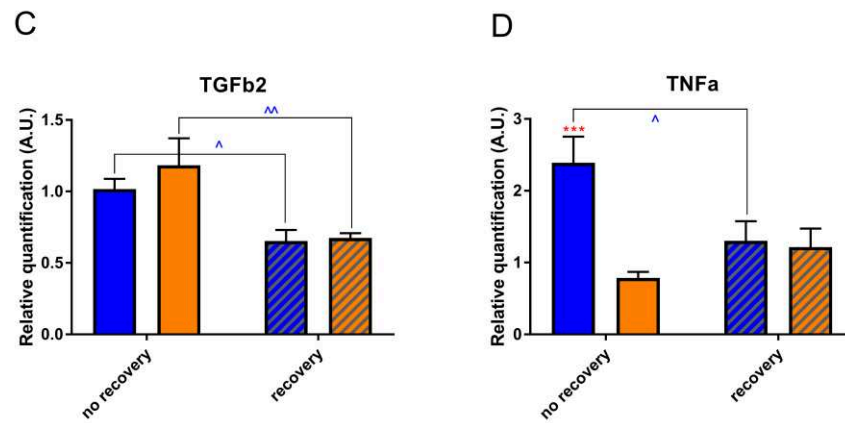 C
TGFb2
Relative quantification (A.U.)
1.5
1.0
0.5
0.0
^
^^
no recovery
recovery
D
TNFa
Relative quantification (A.U.)
3
2
1
0
***
^
no recovery
recovery